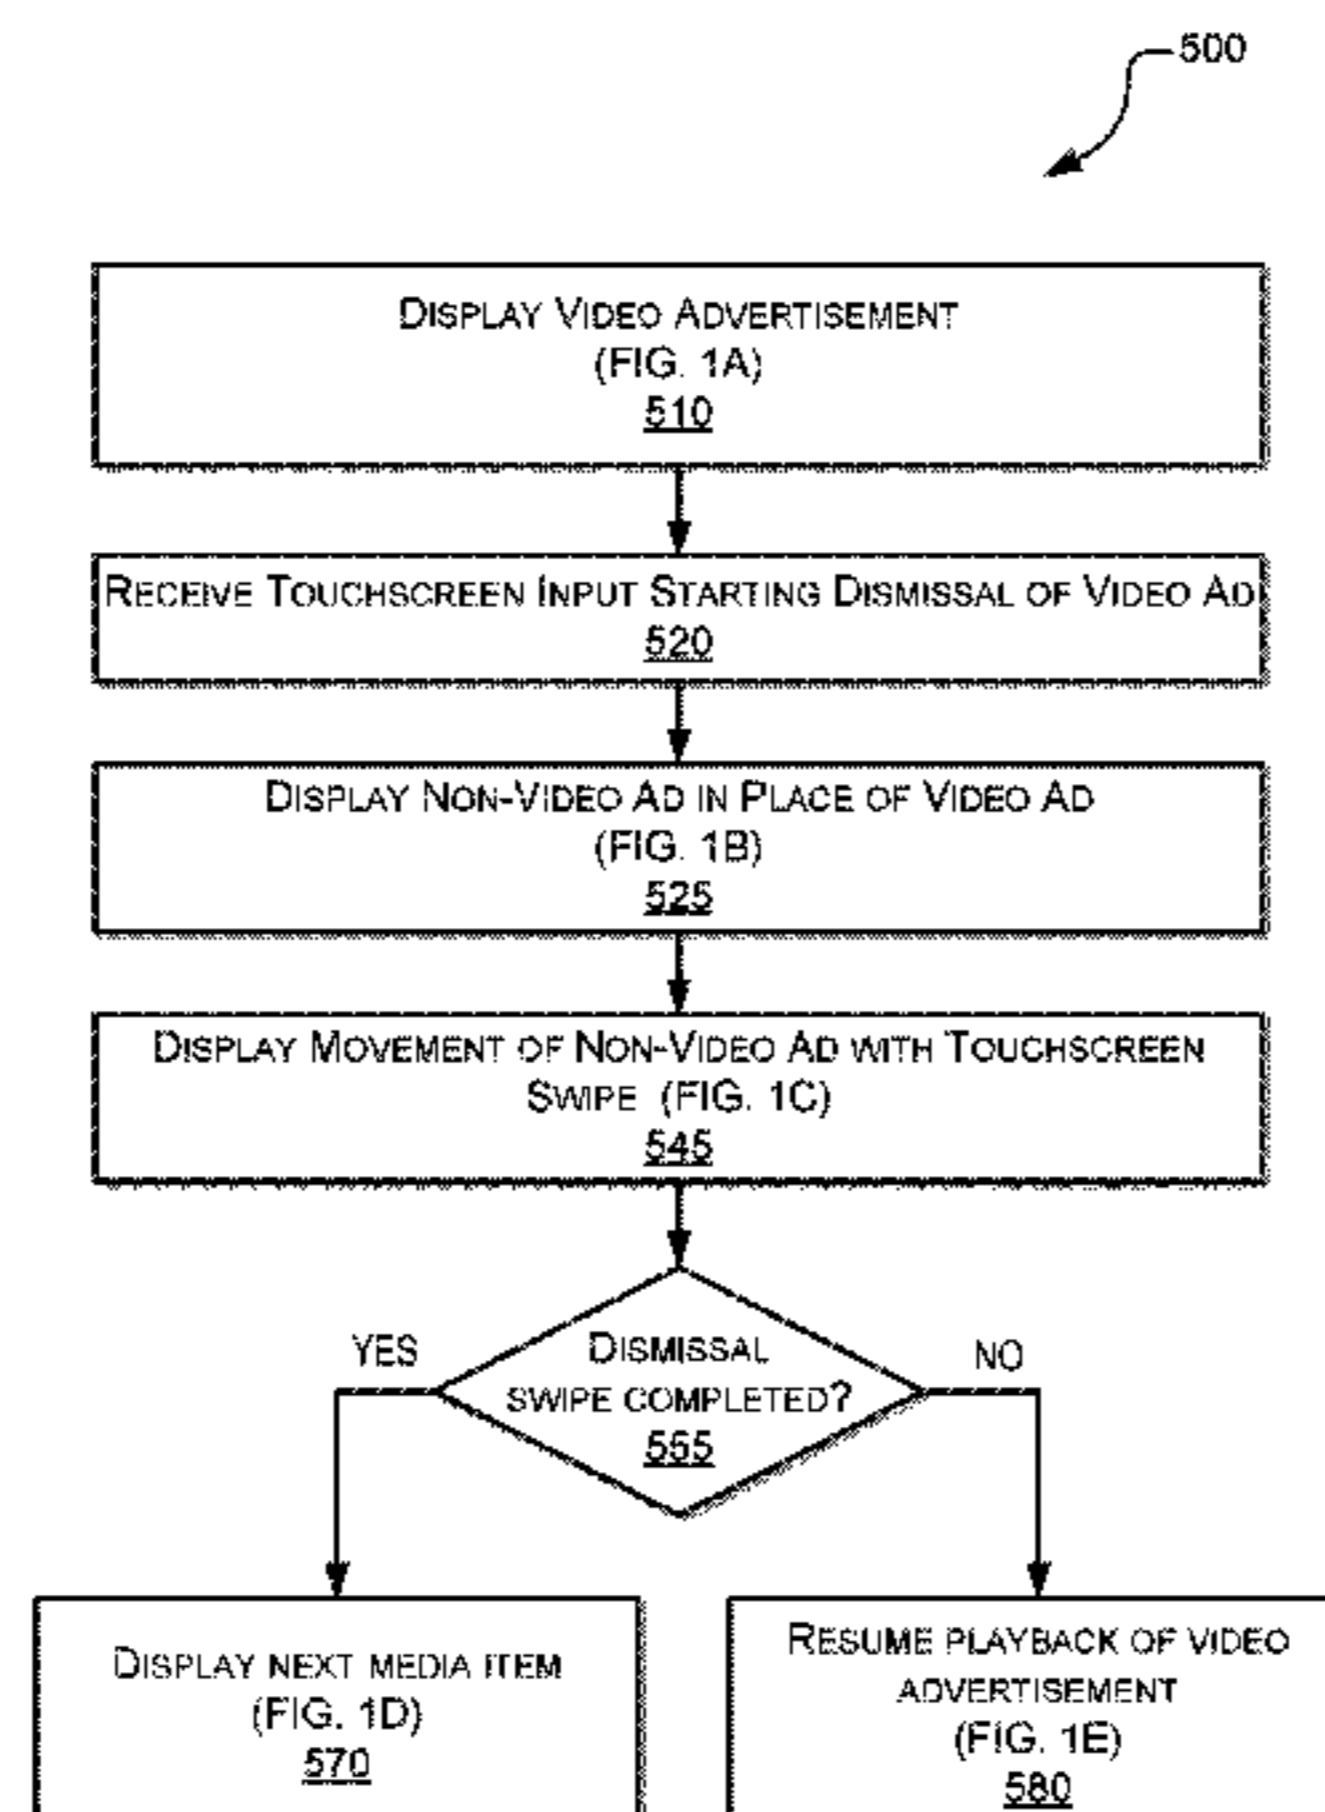 500
DISPLAY VIDEO ADVERTISEMENT
(FIG. 1A)
510
RECEIVE TOUCHSCREEN INPUT STARTING DISMISSAL OF VIDEO AD
520
DISPLAY NON-VIDEO AD IN PLACE OF VIDEO AD
(FIG. 1B)
525
DISPLAY MOVEMENT OF NON-VIDEO AD WITH TOUCHSCREEN
SWIPE (FIG. 1C)
545
YES
DISMISSAL
SWIPE COMPLETED?
565
NO
DISPLAY NEXT MEDIA ITEM
(FIG. 1D)
570
RESUME PLAYBACK OF VIDEO
ADVERTISEMENT
(FIG. 1E)
580